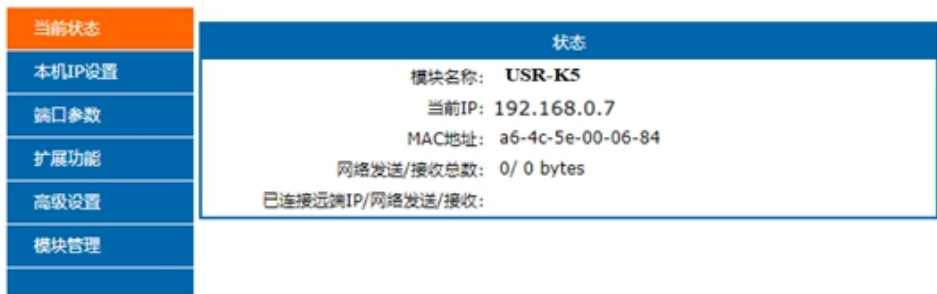 当前状态
本机IP设置
端口参数
扩展功能
高级设置
模块管理
状态
模块名称: USR-K5
当前IP: 192.168.0.7
MAC地址: a6-4c-5e-00-06-84
网络发送/接收总数: 0/ 0 bytes
已连接远端IP/网络发送/接收: